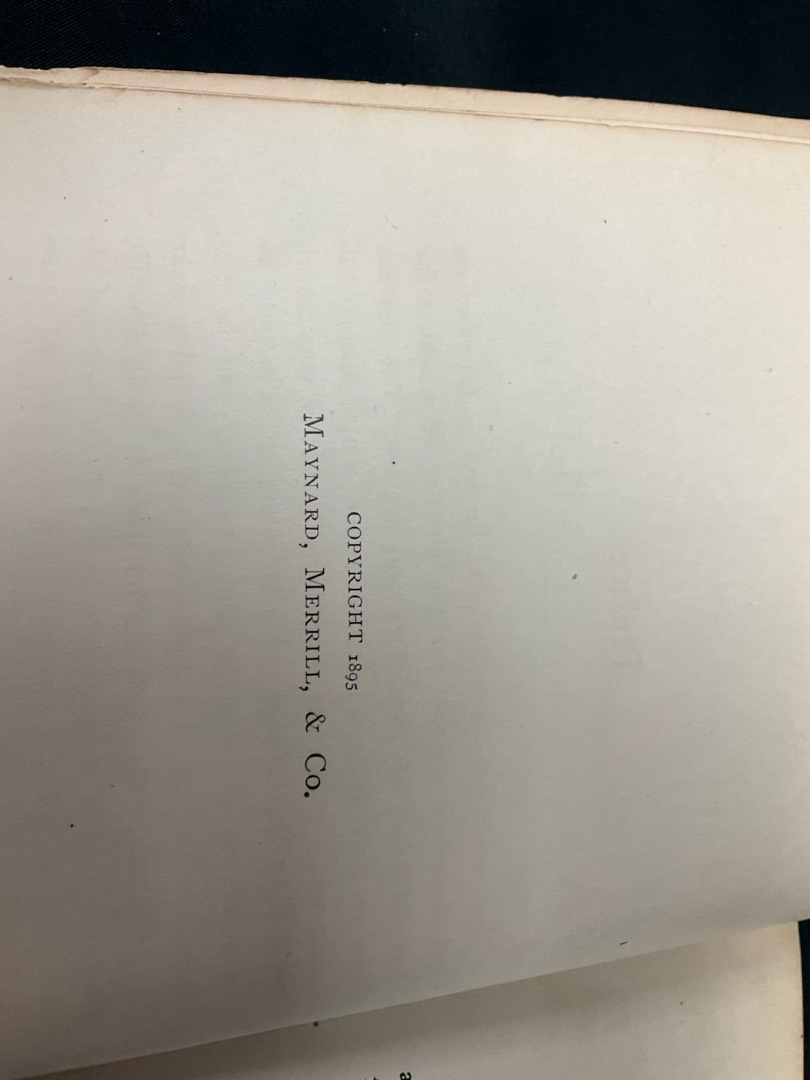 COPYRIGHT 1895
MAYNARD, MERRILL, & CO.
a